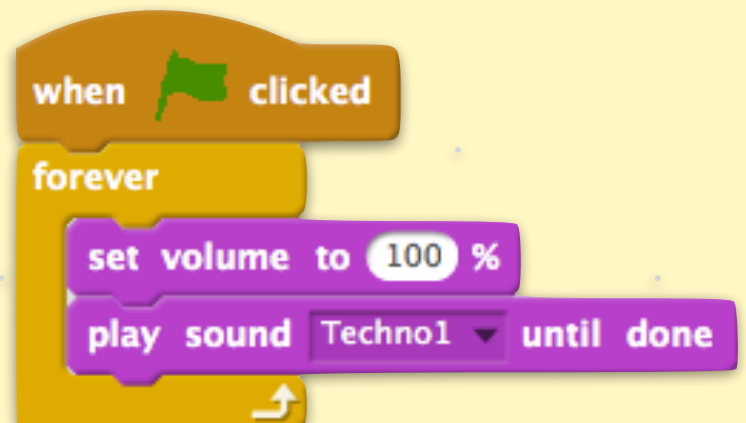 when clicked
forever
set volume to 100 %
play sound Techno1 until done